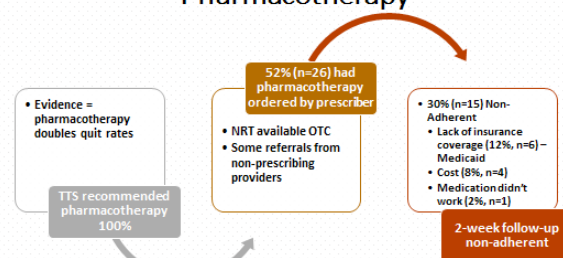 Pharmacotherapy
• Evidence =
pharmacotherapy
doubles quit rates
TTS recommended
pharmacotherapy
100%
52% (n=26) had
pharmacotherapy
ordered by prescriber
• NRT available OTC
• Some referrals from
non-prescribing
providers
• 30% (n=15) Non-
Adherent
• Lack of insurance
coverage (12%, n=6) –
Medicaid
• Cost (8%, n=4)
• Medication didn't
work (2%, n=1)
2-week follow-up
non-adherent